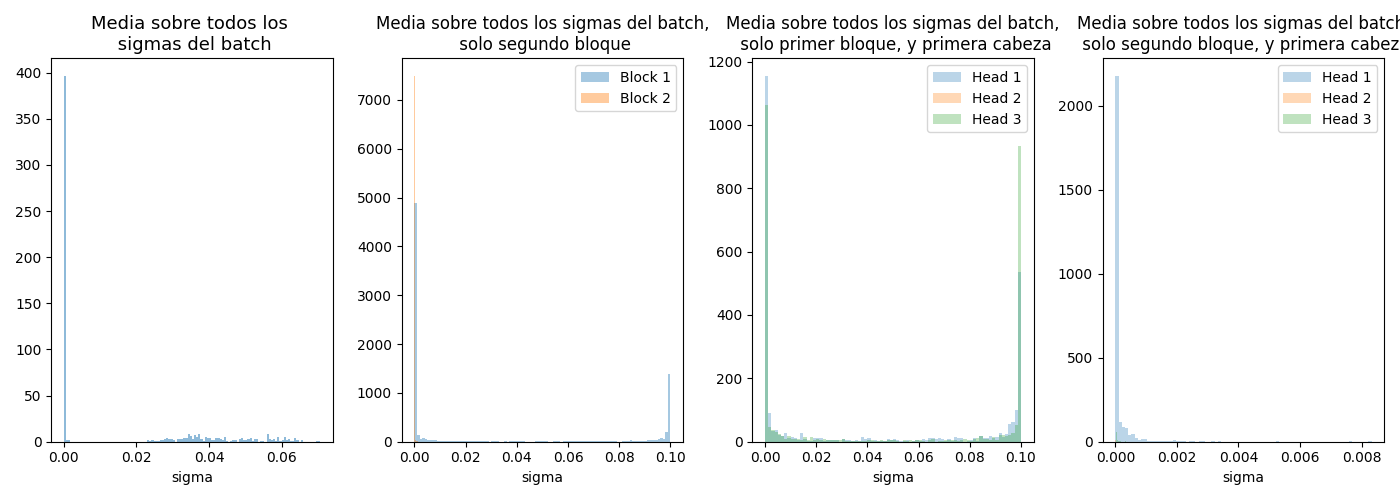 Media sobre todos los
sigmas del batch
400
350
300
250
200
150
100
50
0
0.00 0.02 0.04 0.06
sigma
Media sobre todos los sigmas del batch,
solo segundo bloque
Block 1
Block 2
7000
6000
5000
4000
3000
2000
1000
0
0.00 0.02 0.04 0.06 0.08 0.10
sigma
Media sobre todos los sigmas del batch,
solo primer bloque, y primera cabeza
Head 1
Head 2
Head 3
1200
1000
800
600
400
200
0
0.00 0.02 0.04 0.06 0.08 0.10
sigma
Media sobre todos los sigmas del batch
solo segundo bloque, y primera cabez
Head 1
Head 2
Head 3
2000
1500
1000
500
0
0.000 0.002 0.004 0.006 0.008
sigma